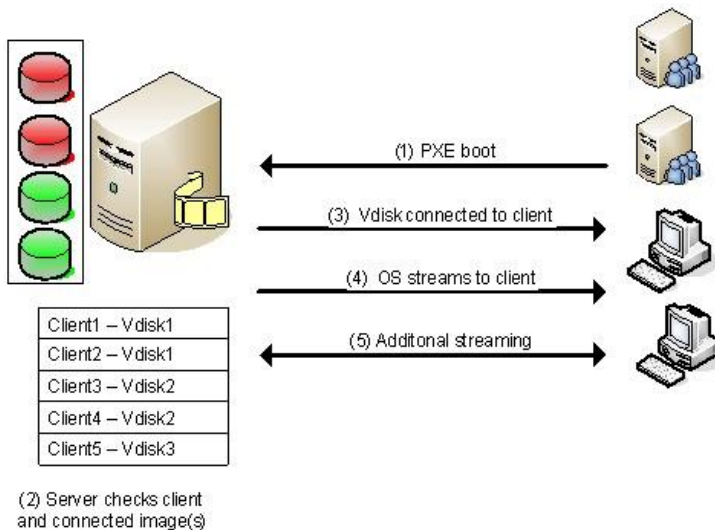 (1) PXE boot
(3) Vdisk connected to client
(4) OS streams to client
(5) Additonal streaming
Client1 – Vdisk1
Client2 – Vdisk1
Client3 – Vdisk2
Client4 – Vdisk2
Client5 – Vdisk3
(2) Server checks client
and connected image(s)